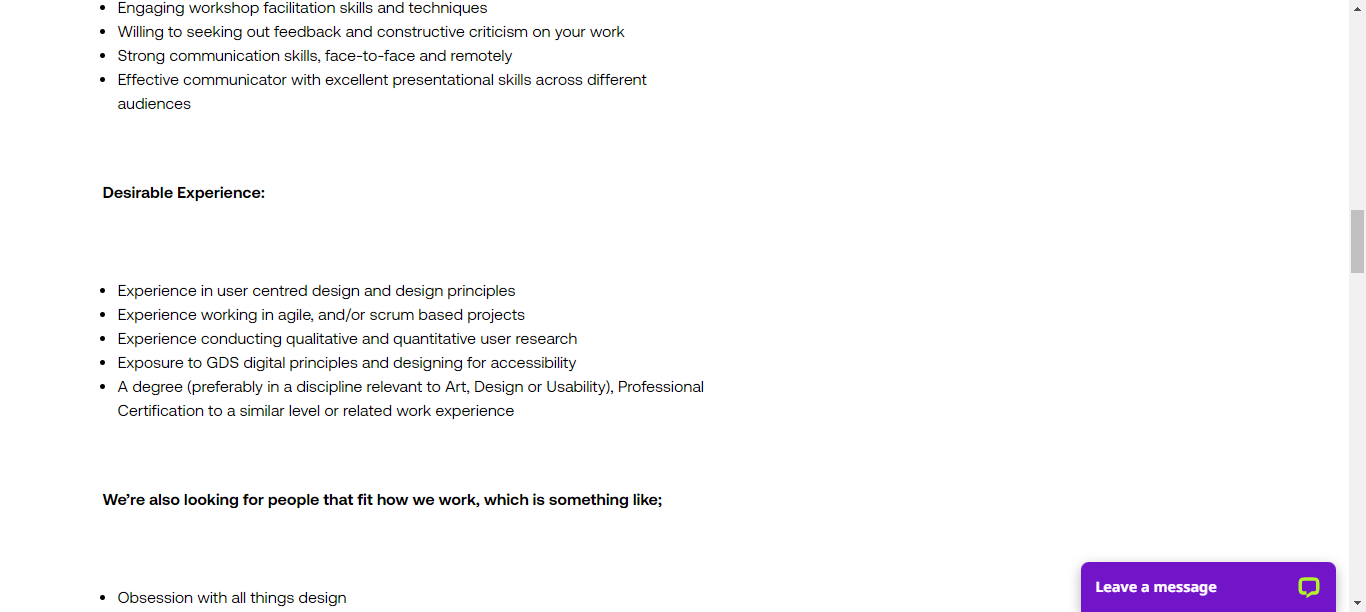 Engaging workshop facilitation skills and techniques
Willing to seeking out feedback and constructive criticism on your work
Strong communication skills, face-to-face and remotely
Effective communicator with excellent presentational skills across different
audiences
Desirable Experience:
Experience in user centred design and design principles
Experience working in agile, and/or scrum based projects
Experience conducting qualitative and quantitative user research
Exposure to GDS digital principles and designing for accessibility
A degree (preferably in a discipline relevant to Art, Design or Usability), Professional
Certification to a similar level or related work experience
We’re also looking for people that fit how we work, which is something like;
Obsession with all things design
Leave a message